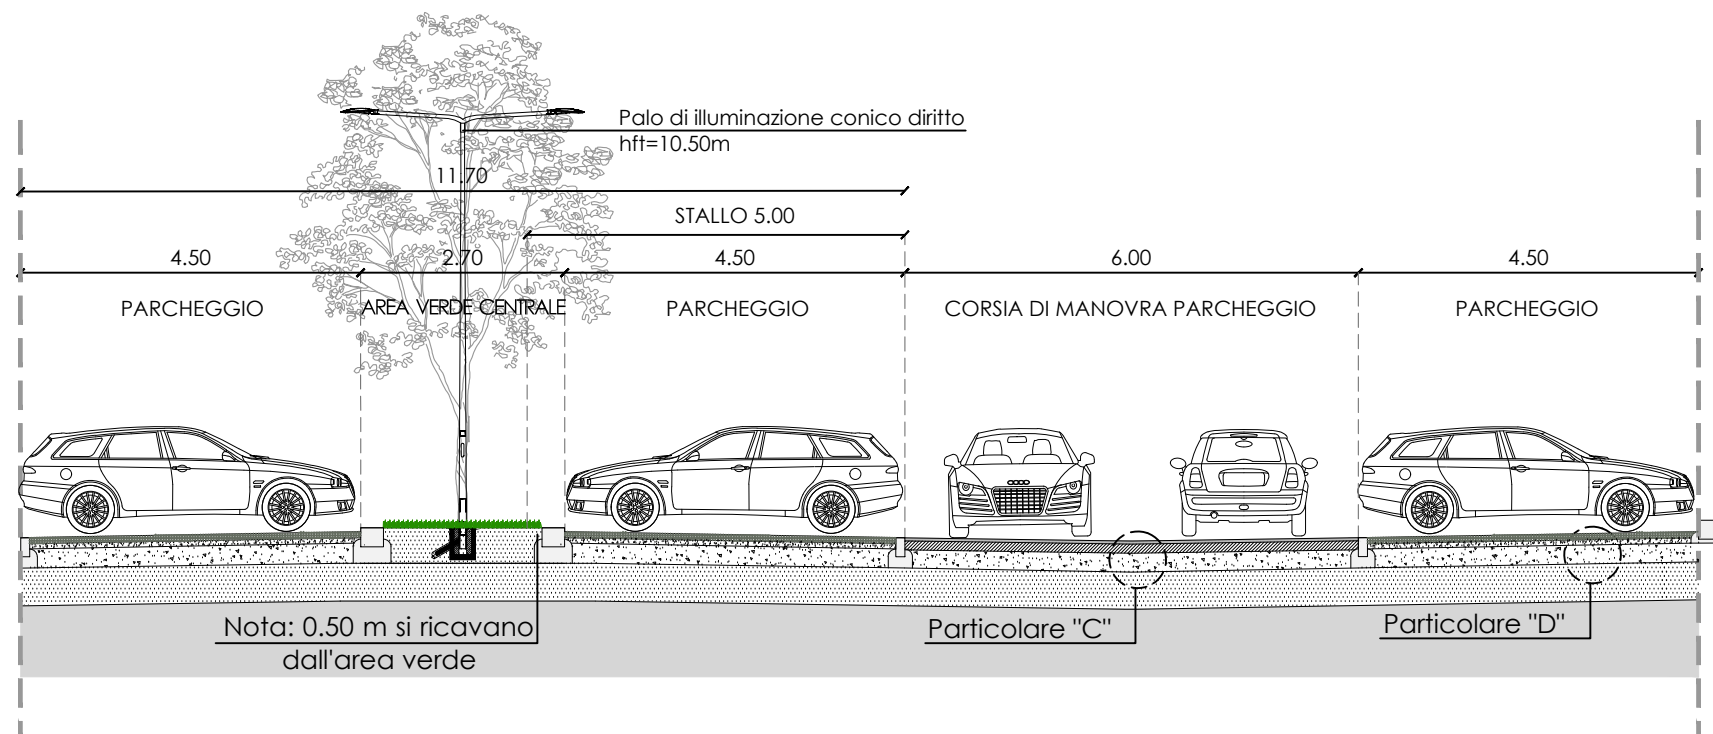 Palo di illuminazione conico diritto
hft=10.50m
11.70
STALLO 5.00
4.50
2.70
4.50
6.00
4.50
PARCHEGGIO
AREA VERDE CENTRALE
PARCHEGGIO
CORSIA DI MANOVRA PARCHEGGIO
PARCHEGGIO
Nota: 0.50 m si ricavano
dall'area verde
Particolare "C"
Particolare "D"